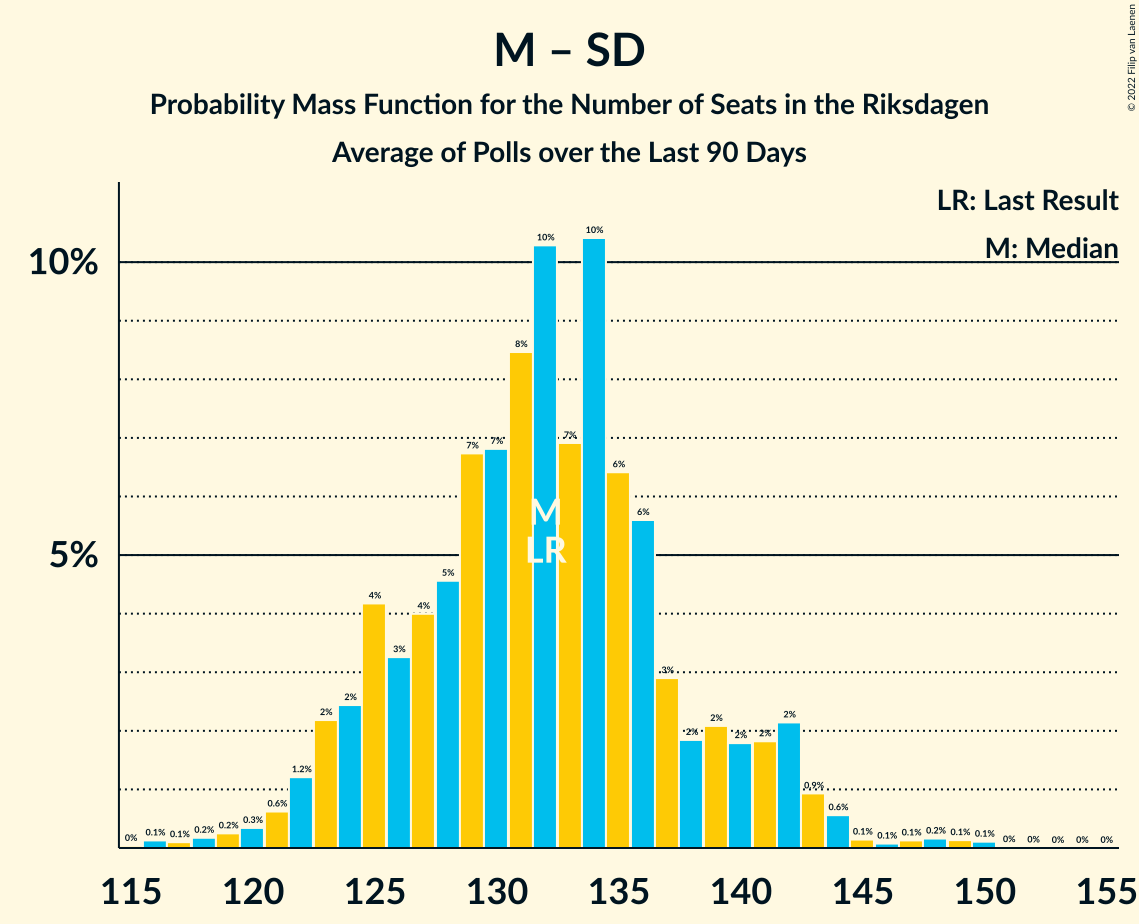 M – SD
Probability Mass Function for the Number of Seats in the Riksdagen
Average of Polls over the Last 90 Days
© 2022 Filip van Laenen
LR: Last Result
M: Median
10%
5%
0% 0.1% 0.1% 0.2% 0.2% 0.3% 0.6% 1.2% 2% 2% 4% 3% 4% 5% 7% 7% 8% 10% 7% 10% 6% 6% 3% 2% 2% 2% 2% 2% 0.9% 0.6% 0.1% 0.1% 0.1% 0.2% 0.1% 0.1% 0% 0% 0% 0% 0%
M
LR
115 120 125 130 135 140 145 150 155